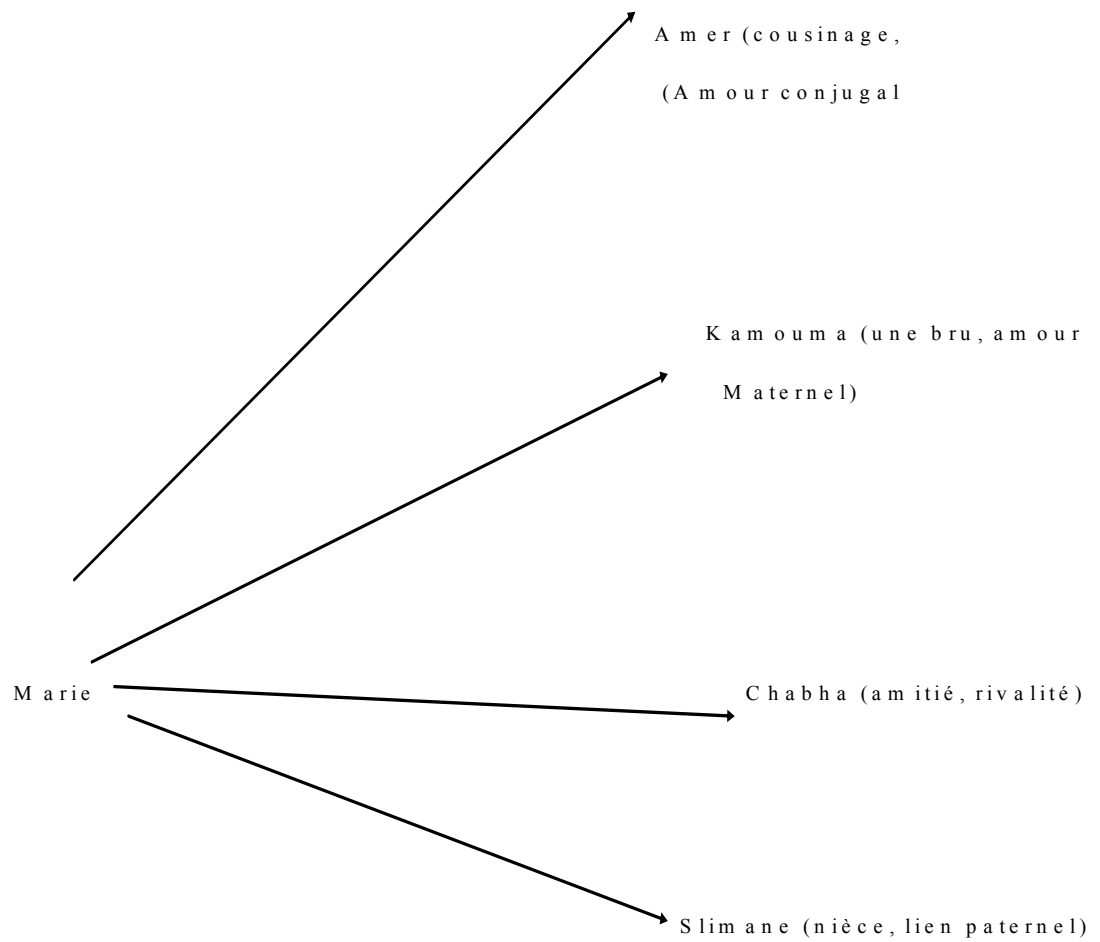 Amer (cousinage,
(Amour conjugal
Kamouma (une bru, amour
Maternel)
Marie
Chabha (amitié, rivalité)
Slimane (nièce, lien paternel)